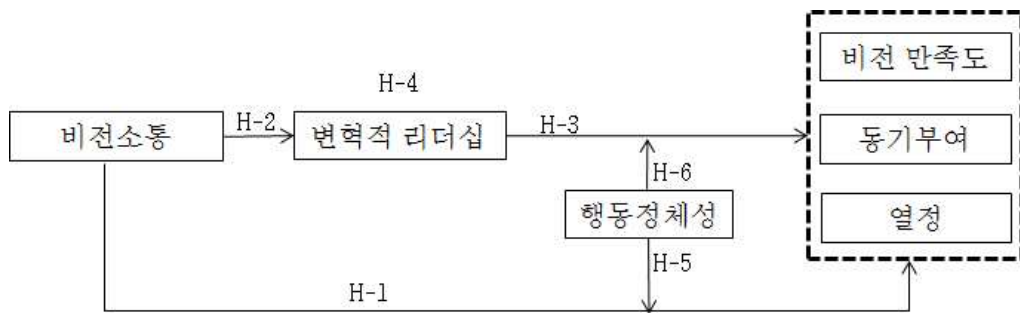 비전 만족도
H-4
비전소통
H-2
변혁적 리더십
H-3
동기부여
H-6
행동정체성
열정
H-5
H-1